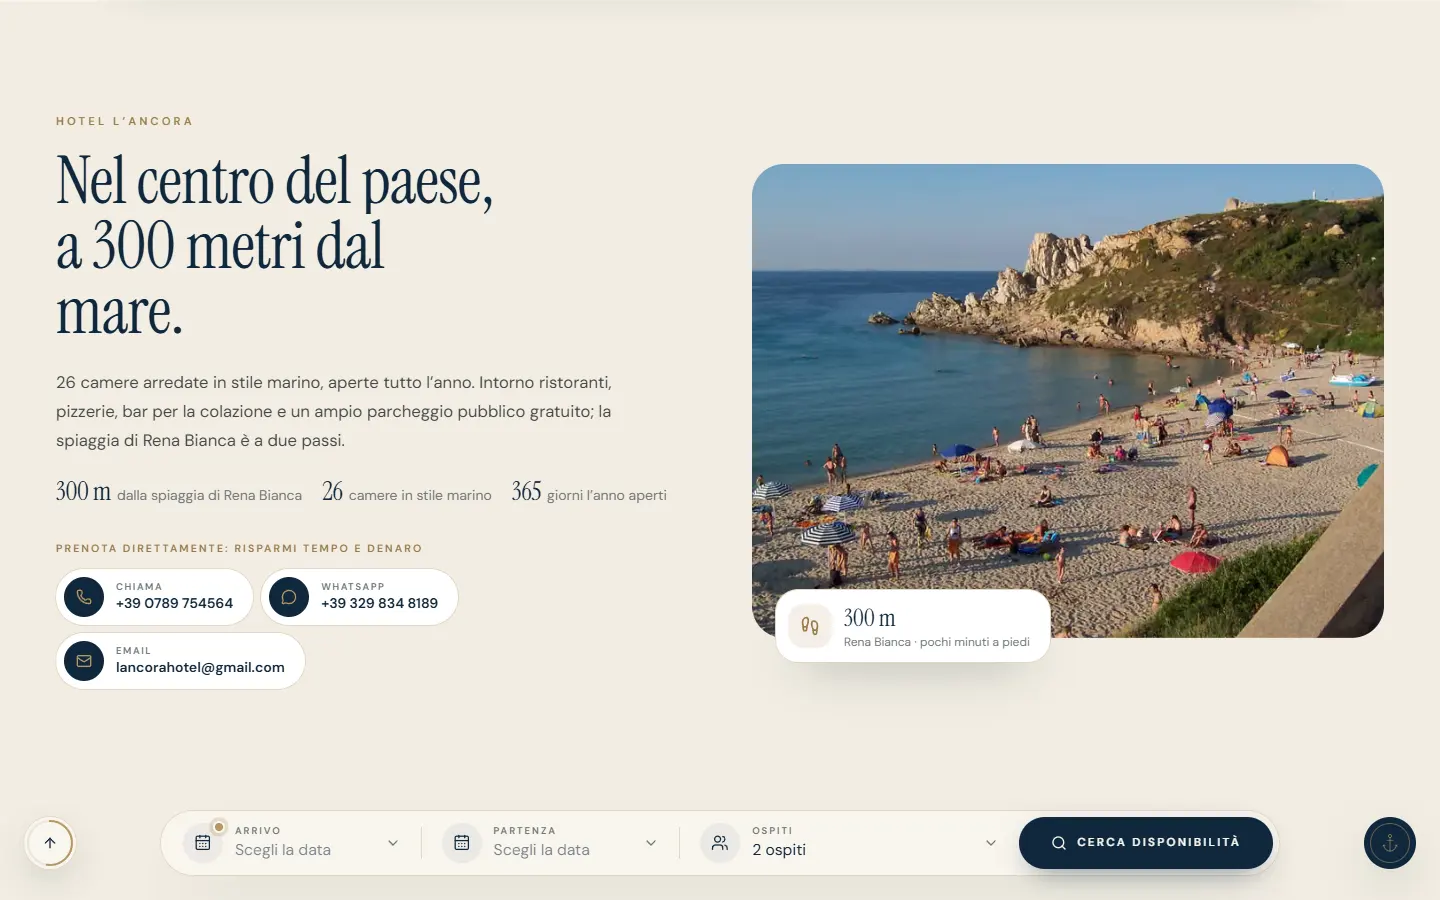 HOTEL L’ANCORA
Nel centro del paese,
a 300 metri dal
mare.
26 camere arredate in stile marino, aperte tutto l’anno. Intorno ristoranti,
pizzerie, bar per la colazione e un ampio parcheggio pubblico gratuito; la
spiaggia di Rena Bianca è a due passi.
300 m dalla spiaggia di Rena Bianca 26 camere in stile marino 365 giorni l’anno aperti
PRENOTA DIRETTAMENTE: RISPARMI TEMPO E DENARO
CHIAMA
+39 0789 754564
WHATSAPP
+39 329 834 8189
EMAIL
lancorahotel@gmail.com
300 m
Rena Bianca · pochi minuti a piedi
ARRIVO
Scegli la data
PARTENZA
Scegli la data
OSPITI
2 ospiti
CERCA DISPONIBILITÀ